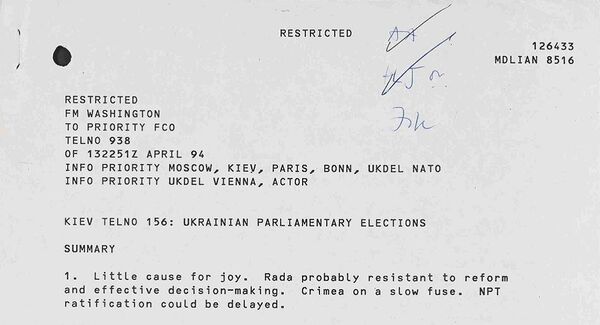 RESTRICTED
126433
MDLIAN 8516
RESTRICTED
FM WASHINGTON
TO PRIORITY FCO
TELNO 938
OF 132251Z APRIL 94
INFO PRIORITY MOSCOW, KIEV, PARIS, BONN, UKDEL NATO
INFO PRIORITY UKDEL VIENNA, ACTOR
KIEV TELNO 156: UKRAINIAN PARLIAMENTARY ELECTIONS
SUMMARY
1. Little cause for joy. Rada probably resistant to reform
and effective decision-making. Crimea on a slow fuse. NPT
ratification could be delayed.